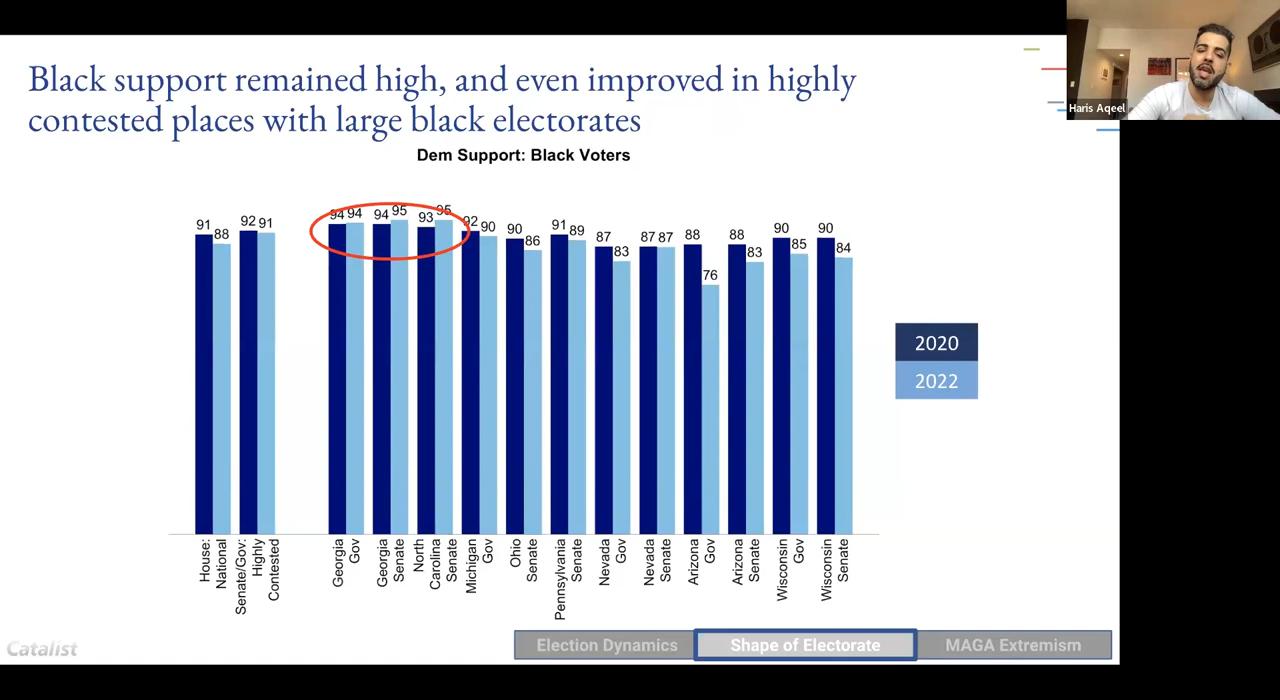 Black support remained high, and even improved in highly
contested places with large black electorates
Haris Aqeel
Dem Support: Black Voters
91 88 92 91 94 94 94 95 93 95 92 90 90 86 91 89 87 83 87 87 88 76 88 83 90 85 90 84
2020
2022
House:
National
Senate/Gov:
Highly
Contested
Georgia
Gov
Georgia
Senate
North
Carolina
Senate
Michigan
Gov
Ohio
Senate
Pennsylvania
Senate
Nevada
Gov
Nevada
Senate
Arizona
Gov
Arizona
Senate
Wisconsin
Gov
Wisconsin
Senate
Catalist
Election Dynamics Shape of Electorate MAGA Extremism